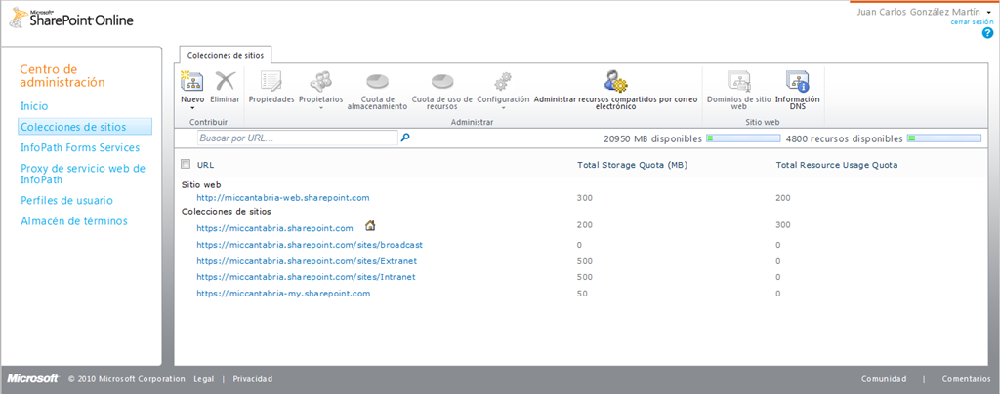 Microsoft®
SharePoint Online
Juan Carlos González Martín
cerrar sesión
Centro de
administración
Inicio
Colecciones de sitios
InfoPath Forms Services
Proxy de servicio web de
InfoPath
Perfiles de usuario
Almacén de términos
Colecciones de sitios
Nuevo
Eliminar
Contribuir
Propiedades
Propietarios
Cuota de
almacenamiento
Cuota de uso de
recursos
Configuración
Administrar recursos compartidos por correo
electrónico
Administrar
Dominios de sitio
web
Información
DNS
Sitio web
Buscar por URL...
20950 MB disponibles
4800 recursos disponibles
URL Total Storage Quota (MB) Total Resource Usage Quota
Sitio web
http://miccantabria-web.sharepoint.com 300 200
Colecciones de sitios
https://miccantabria.sharepoint.com 200 300
https://miccantabria.sharepoint.com/sites/broadcast 0 0
https://miccantabria.sharepoint.com/sites/Extranet 500 0
https://miccantabria.sharepoint.com/sites/Intranet 500 0
https://miccantabria-my.sharepoint.com 50 0
Microsoft © 2010 Microsoft Corporation Legal | Privacidad Comunidad | Comentarios